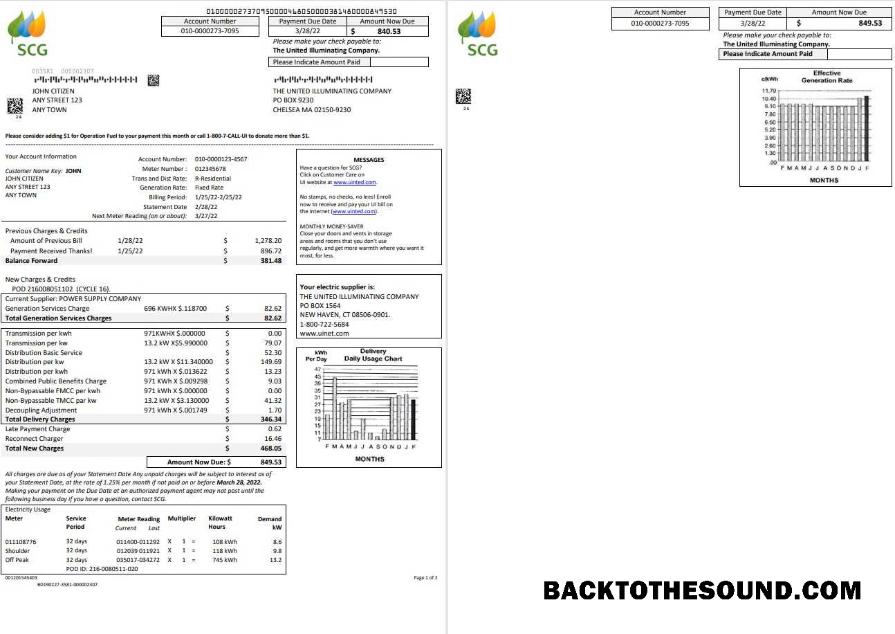 010000027370950000468050000381480000849530
Account Number
010-0000273-7095
Payment Due Date Amount Now Due
3/28/22 $ 840.53
SCG
Please make your check payable to:
The United Illuminating Company.
Please Indicate Amount Paid
JOHN CITIZEN
ANY STREET 123
ANY TOWN
THE UNITED ILLUMINATING COMPANY
PO BOX 9230
CHELSEA MA 02150-9230
Please consider adding $1 for Operation Fuel to your payment this month or call 1-800-7-CALL-UI to donate more than $1.
Your Account Information
Customer Name Key: JOHN
JOHN CITIZEN
ANY STREET 123
ANY TOWN
Account Number: 010-0000123-4567
Meter Number : 012345678
Trans and Dist Rate: R-Residential
Generation Rate: Fixed Rate
Billing Period: 1/25/22-2/25/22
Statement Date 2/28/22
Next Meter Reading (on or about): 3/27/22
Previous Charges & Credits
Amount of Previous Bill 1/28/22 $ 1,278.20
Payment Received Thanks! 1/25/22 $ 896.72
Balance Forward $ 381.48
New Charges & Credits
POD 216008051102 (CYCLE 16).
Current Supplier: POWER SUPPLY COMPANY
Generation Services Charge 696 KWHX $.118700 $ 82.62
Total Generation Services Charges $ 82.62
Transmission per kwh 971KWHX $.000000 $ 0.00
Transmission per kw 13.2 kW X$5.990000 $ 79.07
Distribution Basic Service $ 52.30
Distribution per kw 13.2 kW X $11.340000 $ 149.69
Distribution per kwh 971 kWh X $.013622 $ 13.23
Combined Public Benefits Charge 971 KWh X $.009298 $ 9.03
Non-Bypassable FMCC per kwh 971 KWh X $.000000 $ 0.00
Non-Bypassable TMCC par kw 13.2 kW X $3.130000 $ 41.32
Decoupling Adjustment 971 kWh X $.001749 $ 1.70
Total Delivery Charges $ 346.34
Late Payment Charge $ 0.62
Reconnect Charger $ 16.46
Total New Charges $ 468.05
Amount Now Due: $ 849.53
All charges are due as of your Statement Date Any unpaid charges will be subject to interest as of
your Statement Date, at the rate of 1.25% per month if not paid on or before March 28, 2022.
Making your payment on the Due Date at an authorized payment agent may not post until the
following business day if you have a question, contact SCG.
Electricity Usage
Meter Service Period Meter Reading Current Last Multiplier Kilowatt Hours Demand kW
011108776 32 days 011400-011292 X 1 = 108 kWh 8.6
Shoulder 32 days 012039 011921 X 1 = 118 kWh 9.8
Off Peak 32 days 035017-034272 X 1 = 745 kWh 13.2
POD ID: 216-0080511-020
Page 1 of 3
MESSAGES
Have a question for SCG?
Click on Customer Care on
UI website at www.uinted.com.
No stamps, no checks, no less! Enroll
now to receive and pay your UI bill on
the internet (www.uinted.com).
MONTHLY MONEY-SAVER
Close your doors and vents in storage
areas and rooms that you don't use
regularly, and get more warmth where you want it
most, for less.
Your electric supplier is:
THE UNITED ILLUMINATING COMPANY
PO BOX 1564
NEW HAVEN, CT 08506-0901.
1-800-722-5684
www.uinet.com
kWh Per Day
Delivery
Daily Usage Chart
47
39
35
31
27
23
19
15
11
7
F M A M J J A S O N D J F
MONTHS
SCG
Account Number
010-0000273-7095
Payment Due Date Amount Now Due
3/28/22 $ 849.53
Please make your check payable to:
The United Illuminating Company.
Please Indicate Amount Paid
c/kWh
Effective
Generation Rate
11.70
10.40
9.10
6.50
5.20
3.90
2.60
1.30
.00
F M A M J J A S O N D J F
MONTHS
BACKTOTHESOUND.COM